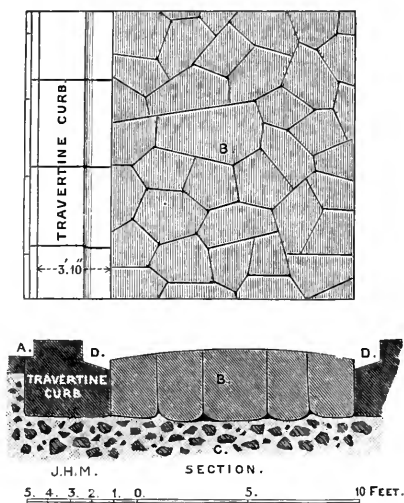 TRAVERTINE CURB.
B.
3.10"
A.
D.
D.
TRAVERTINE
CURB
B.
C.
J.H.M.
SECTION.
5. 4. 3. 2. 1. 0. 5. 10 FEET.